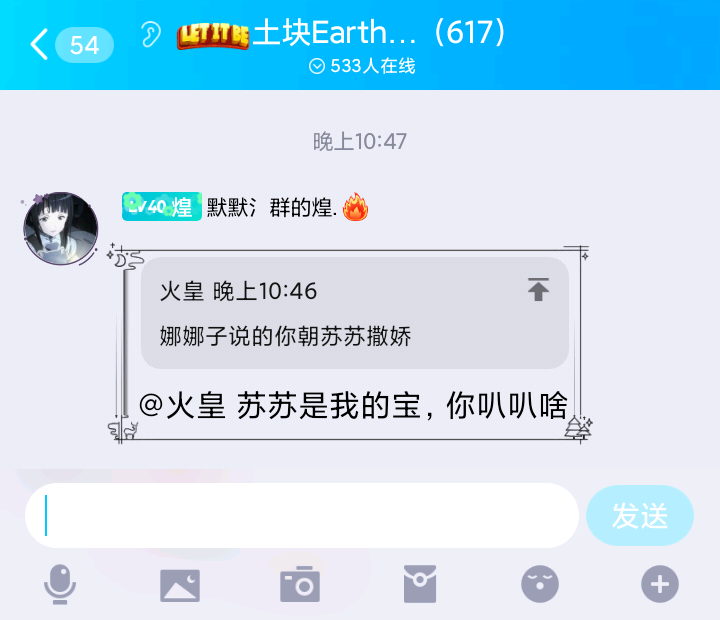 54
LET IT BE土块Earth...（617）
533人在线
晚上10:47
LV40 煌 默默氵群的煌.
火皇 晚上10:46
娜娜子说的你朝苏苏撒娇
@火皇 苏苏是我的宝，你叭叭啥
发送